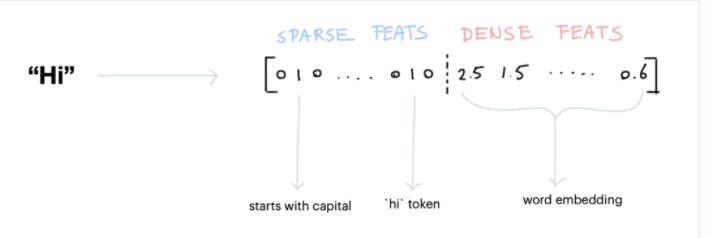 SPARSE FEATS DENSE FEATS
“Hi” [0 1 0 .... 0 1 0 2.5 1.5 ..... 0.6]
starts with capital `hi` token word embedding